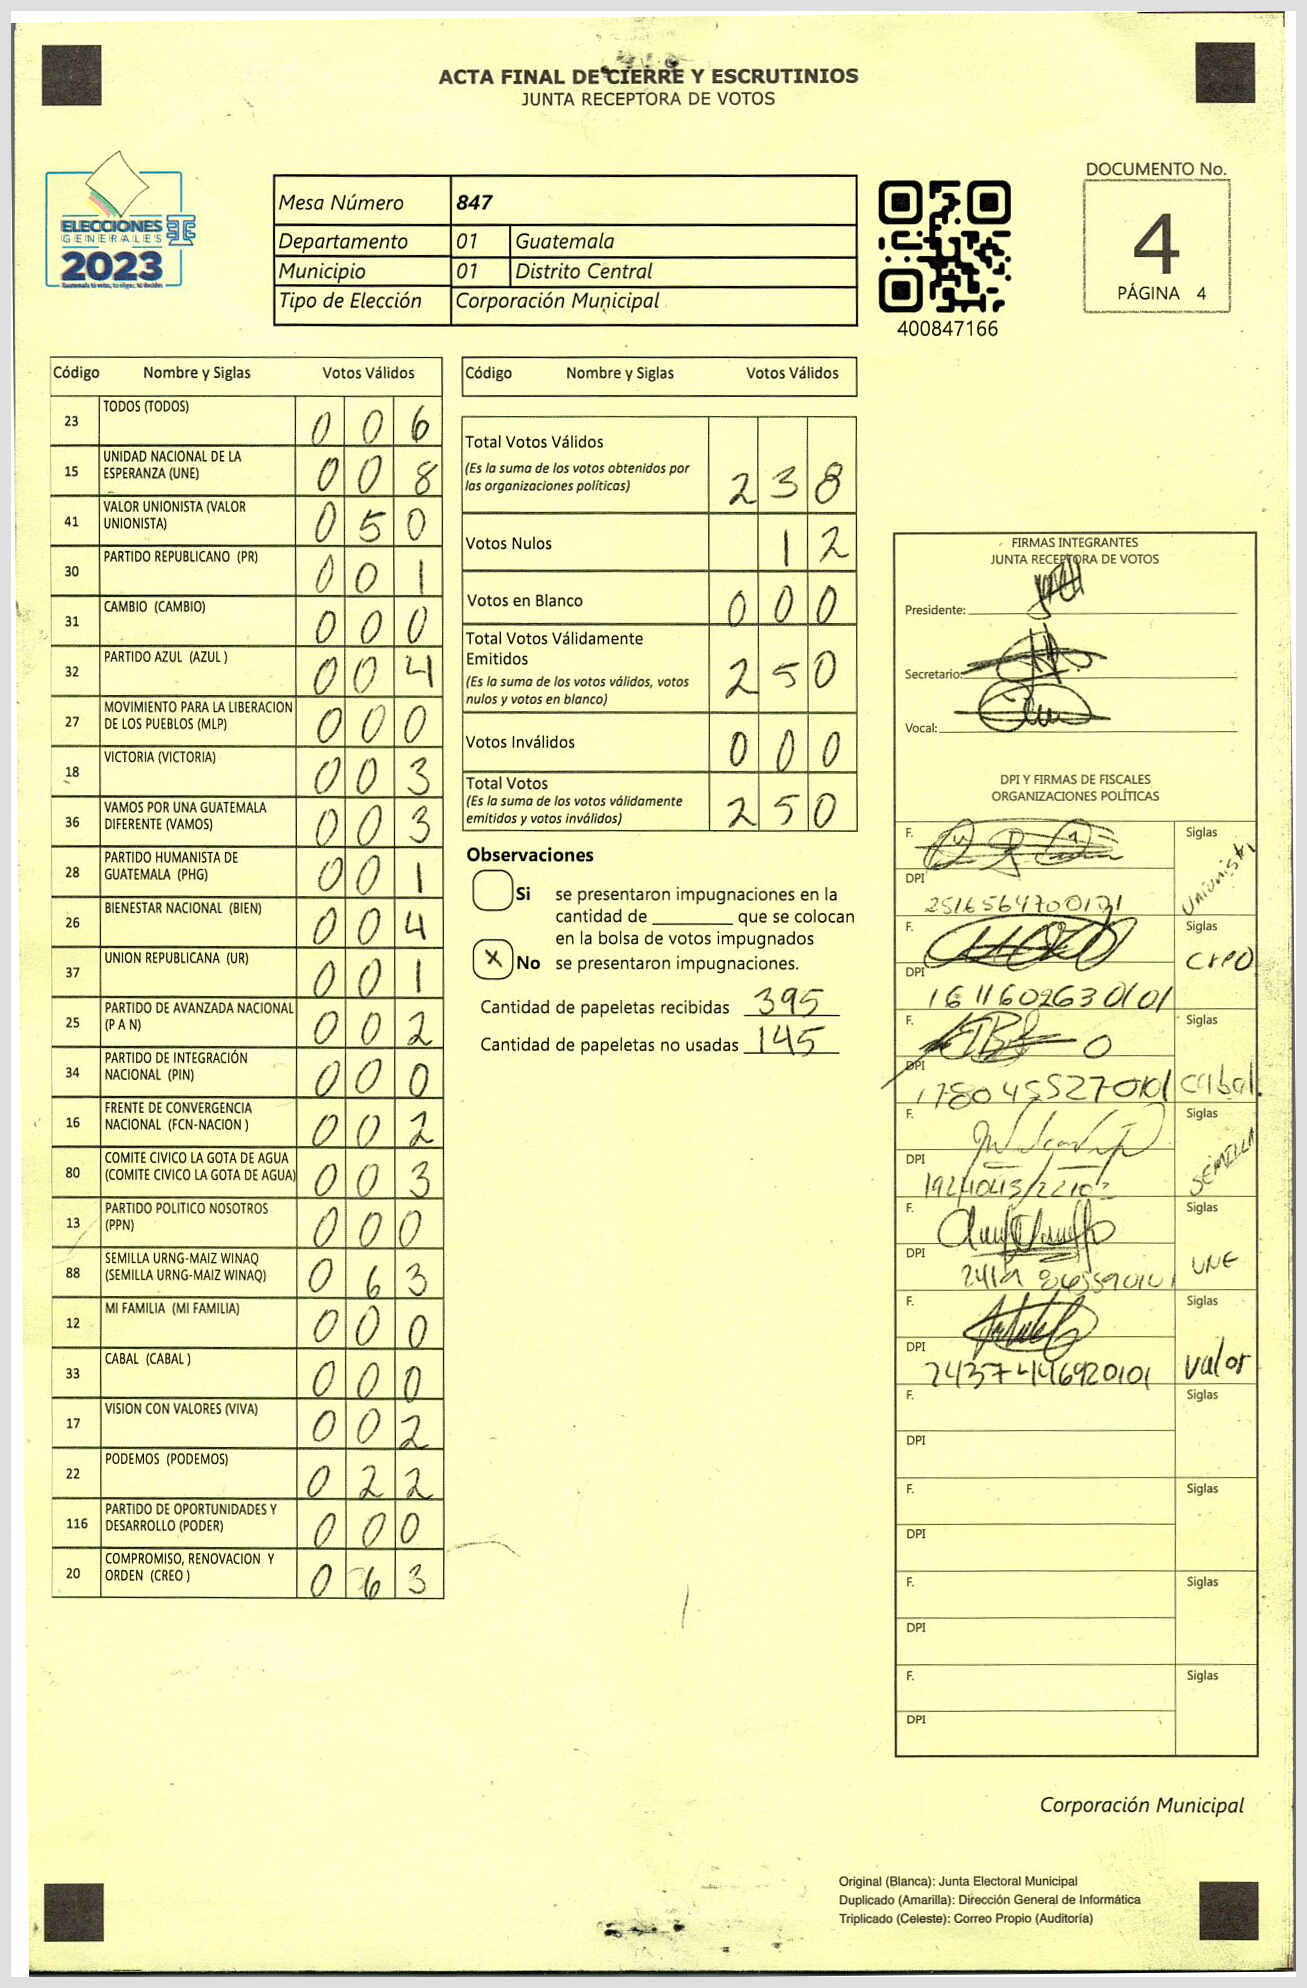 ACTA FINAL DE CIERRE Y ESCRUTINIOS
JUNTA RECEPTORA DE VOTOS
ELECCIONES
GENERALES
2023
Mesa Número 847
Departamento 01 Guatemala
Municipio 01 Distrito Central
Tipo de Elección Corporación Municipal
400847166
DOCUMENTO No.
4
PÁGINA 4
Código Nombre y Siglas Votos Válidos
23 TODOS (TODOS) 0 0 6
15 UNIDAD NACIONAL DE LA
ESPERANZA (UNE) 0 0 8
41 VALOR UNIONISTA (VALOR
UNIONISTA) 0 5 0
30 PARTIDO REPUBLICANO (PR) 0 0 1
31 CAMBIO (CAMBIO) 0 0 0
32 PARTIDO AZUL (AZUL ) 0 0 4
27 MOVIMIENTO PARA LA LIBERACION
DE LOS PUEBLOS (MLP) 0 0 0
18 VICTORIA (VICTORIA) 0 0 3
36 VAMOS POR UNA GUATEMALA
DIFERENTE (VAMOS) 0 0 3
28 PARTIDO HUMANISTA DE
GUATEMALA (PHG) 0 0 1
26 BIENESTAR NACIONAL (BIEN) 0 0 4
37 UNION REPUBLICANA (UR) 0 0 1
25 PARTIDO DE AVANZADA NACIONAL
(P A N) 0 0 2
34 PARTIDO DE INTEGRACIÓN
NACIONAL (PIN) 0 0 0
16 FRENTE DE CONVERGENCIA
NACIONAL (FCN-NACION ) 0 0 2
80 COMITE CIVICO LA GOTA DE AGUA
(COMITE CIVICO LA GOTA DE AGUA) 0 0 3
13 PARTIDO POLITICO NOSOTROS
(PPN) 0 0 0
88 SEMILLA URNG-MAIZ WINAQ
(SEMILLA URNG-MAIZ WINAQ) 0 6 3
12 MI FAMILIA (MI FAMILIA) 0 0 0
33 CABAL (CABAL ) 0 0 0
17 VISION CON VALORES (VIVA) 0 0 2
22 PODEMOS (PODEMOS) 0 2 2
116 PARTIDO DE OPORTUNIDADES Y
DESARROLLO (PODER) 0 0 0
20 COMPROMISO, RENOVACION Y
ORDEN (CREO ) 0 6 3
Código Nombre y Siglas Votos Válidos
Total Votos Válidos
(Es la suma de los votos obtenidos por
las organizaciones políticas) 2 3 8
Votos Nulos 1 2
Votos en Blanco 0 0 0
Total Votos Válidamente
Emitidos
(Es la suma de los votos válidos, votos
nulos y votos en blanco) 2 5 0
Votos Inválidos 0 0 0
Total Votos
(Es la suma de los votos válidamente
emitidos y votos inválidos) 2 5 0
Observaciones
Si se presentaron impugnaciones en la
cantidad de ________ que se colocan
en la bolsa de votos impugnados
X No se presentaron impugnaciones.
Cantidad de papeletas recibidas 395
Cantidad de papeletas no usadas 145
FIRMAS INTEGRANTES
JUNTA RECEPTORA DE VOTOS
Presidente:
Secretario:
Vocal:
DPI Y FIRMAS DE FISCALES
ORGANIZACIONES POLÍTICAS
F. Siglas
DPI Unionista
F. Siglas
DPI 1611602630101 creo
F. Siglas
DPI cabal
F. Siglas
DPI SEMILLA
F. Siglas
DPI UNE
F. Siglas
DPI 2437446920101 valor
F. Siglas
DPI
F. Siglas
DPI
F. Siglas
DPI
F. Siglas
DPI
Corporación Municipal
Original (Blanca): Junta Electoral Municipal
Duplicado (Amarilla): Dirección General de Informática
Triplicado (Celeste): Correo Propio (Auditoría)